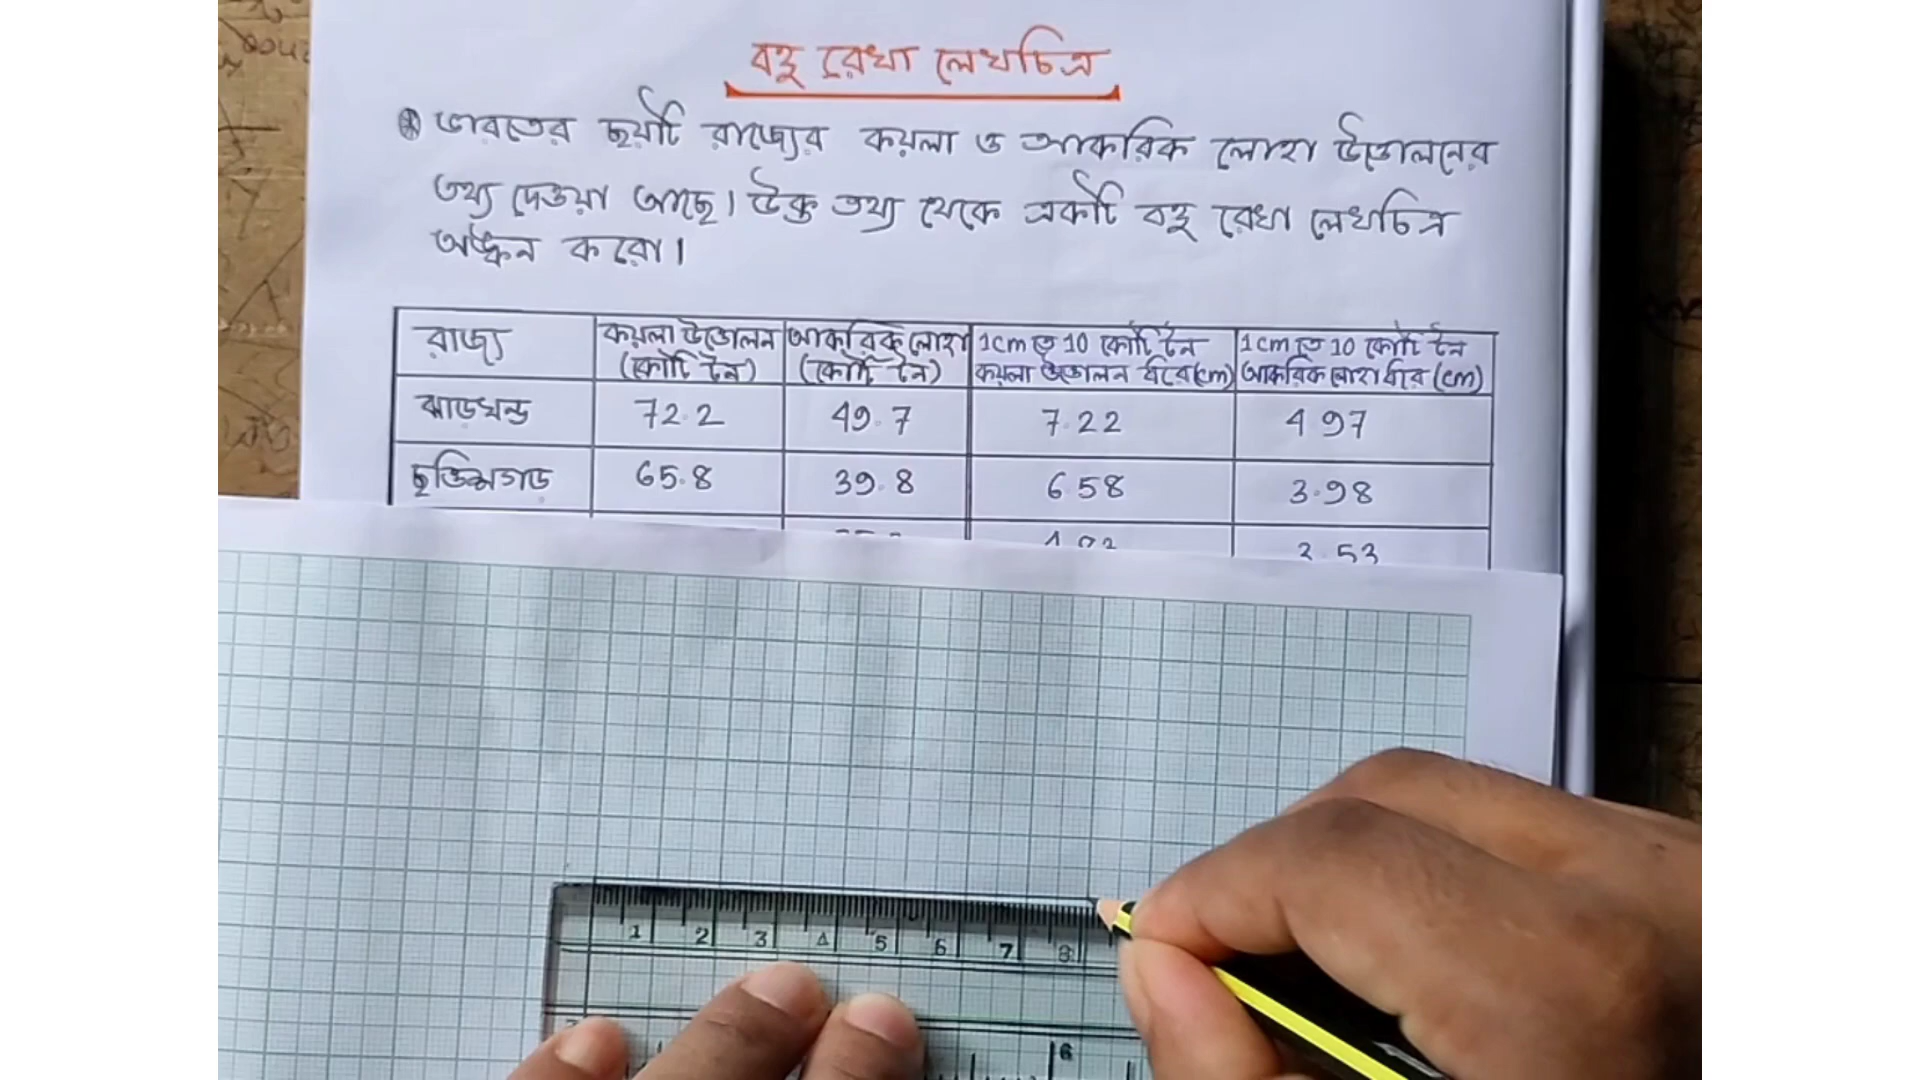 বহু রেখা লেখচিত্র
ভারতের ছয়টি রাজ্যের কয়লা ও আকরিক লোহা উত্তোলনের
তথ্য দেওয়া আছে। উক্ত তথ্য থেকে একটি বহু রেখা লেখচিত্র
অঙ্কন করো।
রাজ্য কয়লা উত্তোলন (কোটি টন) আকরিক লোহা (কোটি টন) 1cm তে 10 কোটি টন কয়লা উত্তোলন ধরে (cm) 1cm তে 10 কোটি টন আকরিক লোহা ধরে (cm)
ঝাড়খন্ড 72.2 49.7 7.22 4 97
ছত্তিশগড় 65.8 39.8 6 58 3.98
2.53
1 2 3 4 5 6 7 8
6